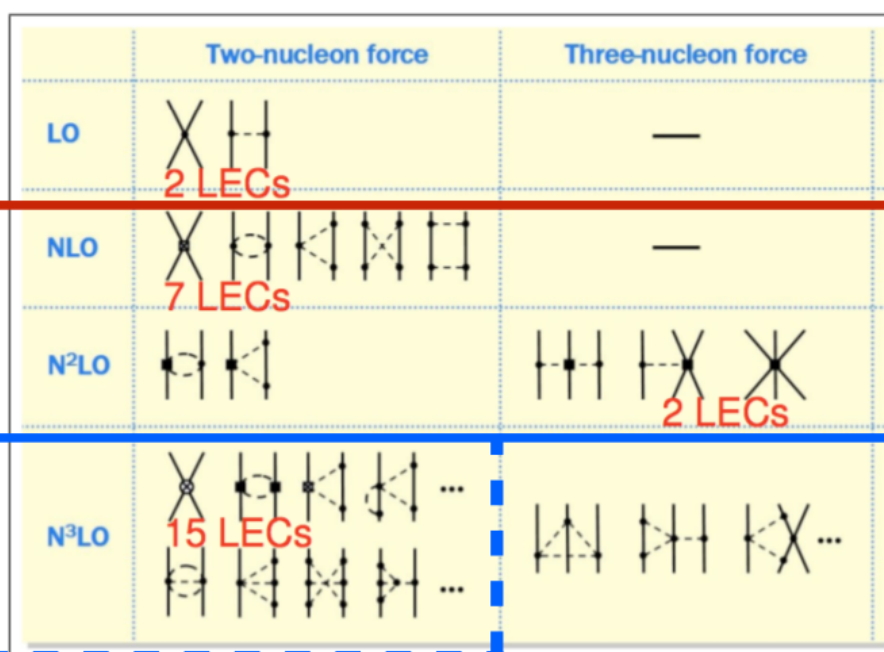 Two-nucleon force Three-nucleon force
LO
2 LECs
NLO
7 LECs
N²LO
2 LECs
N³LO
15 LECs